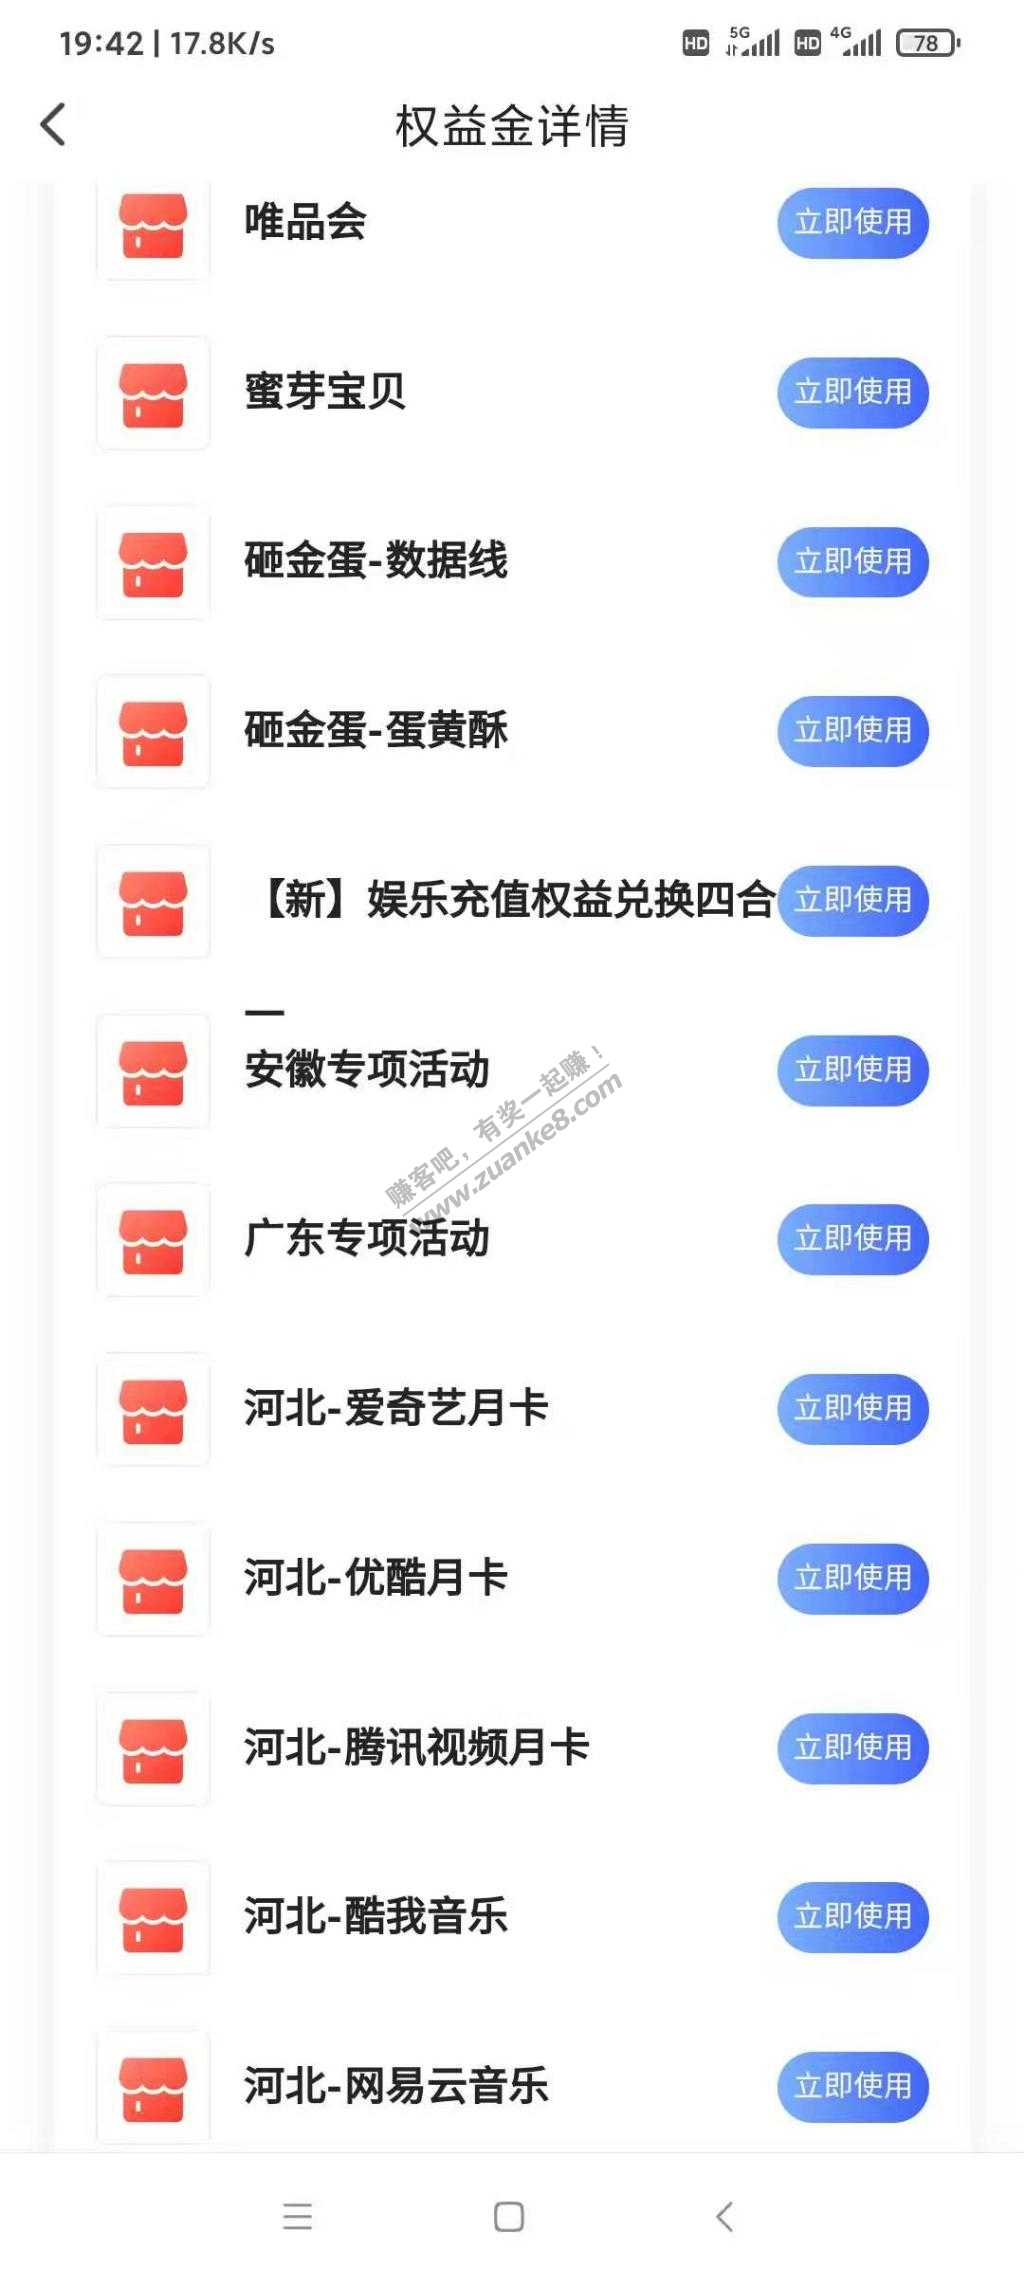 19:42 | 17.8K/s
HD 5G HD 4G 78
权益金详情
唯品会 立即使用
蜜芽宝贝 立即使用
砸金蛋-数据线 立即使用
砸金蛋-蛋黄酥 立即使用
【新】娱乐充值权益兑换四合 立即使用
一
安徽专项活动 立即使用
赚客吧，有奖一起赚！
www.zuanke8.com
广东专项活动 立即使用
河北-爱奇艺月卡 立即使用
河北-优酷月卡 立即使用
河北-腾讯视频月卡 立即使用
河北-酷我音乐 立即使用
河北-网易云音乐 立即使用